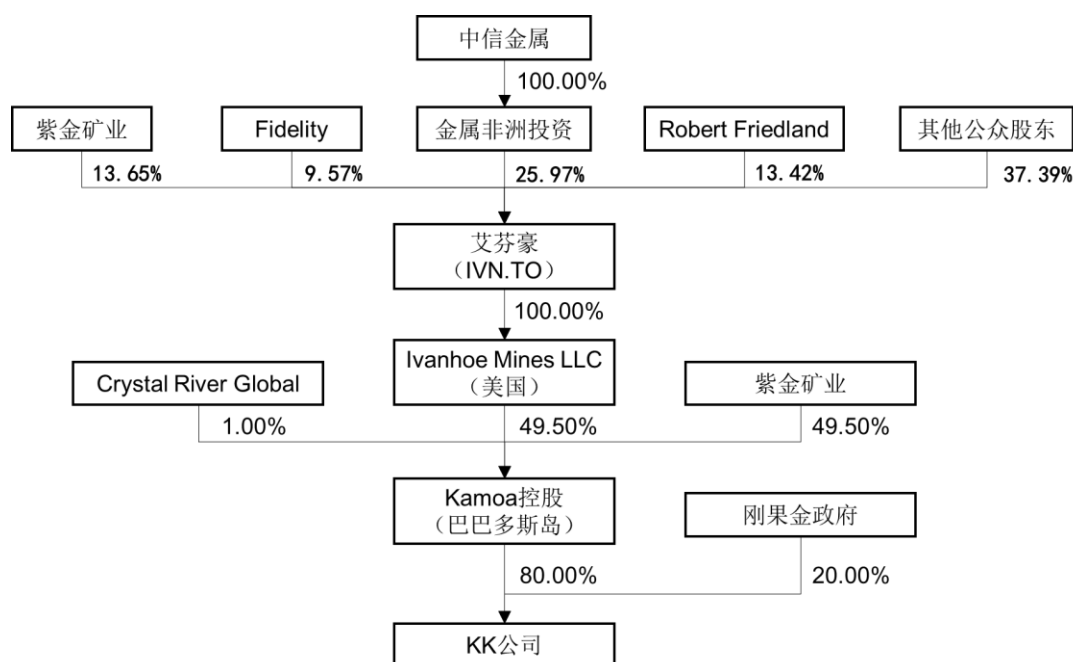 中信金属
100.00%
紫金矿业
Fidelity
金属非洲投资
Robert Friedland
其他公众股东
13.65%
9.57%
25.97%
13.42%
37.39%
艾芬豪
（IVN.TO）
100.00%
Crystal River Global
Ivanhoe Mines LLC
（美国）
紫金矿业
1.00%
49.50%
49.50%
Kamoa控股
（巴巴多斯岛）
刚果金政府
80.00%
20.00%
KK公司